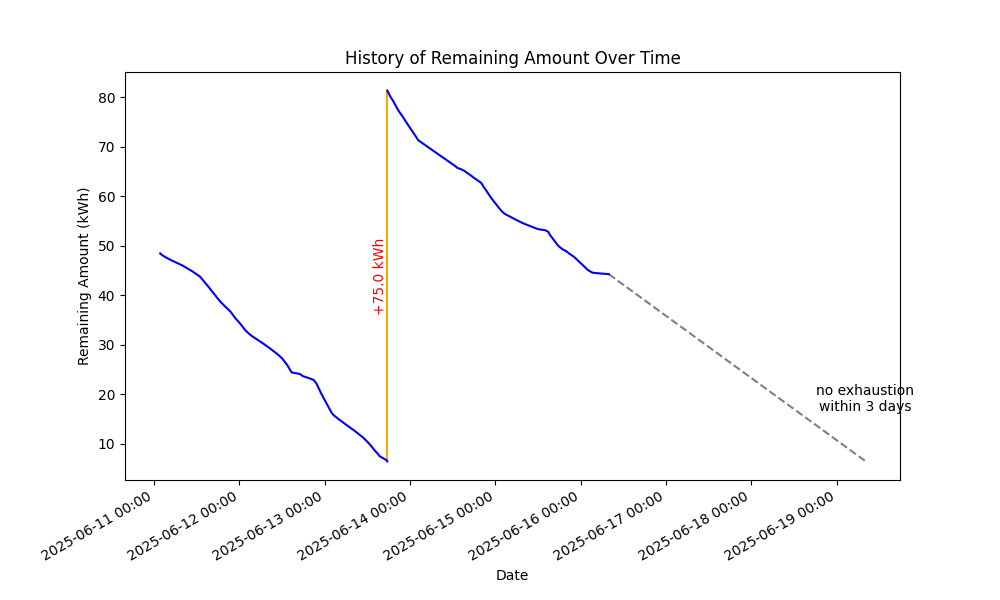 History of Remaining Amount Over Time
Remaining Amount (kWh)
80
70
60
50
40
30
20
10
+75.0 kWh
no exhaustion
within 3 days
2025-06-11 00:00
2025-06-12 00:00
2025-06-13 00:00
2025-06-14 00:00
2025-06-15 00:00
2025-06-16 00:00
2025-06-17 00:00
2025-06-18 00:00
2025-06-19 00:00
Date